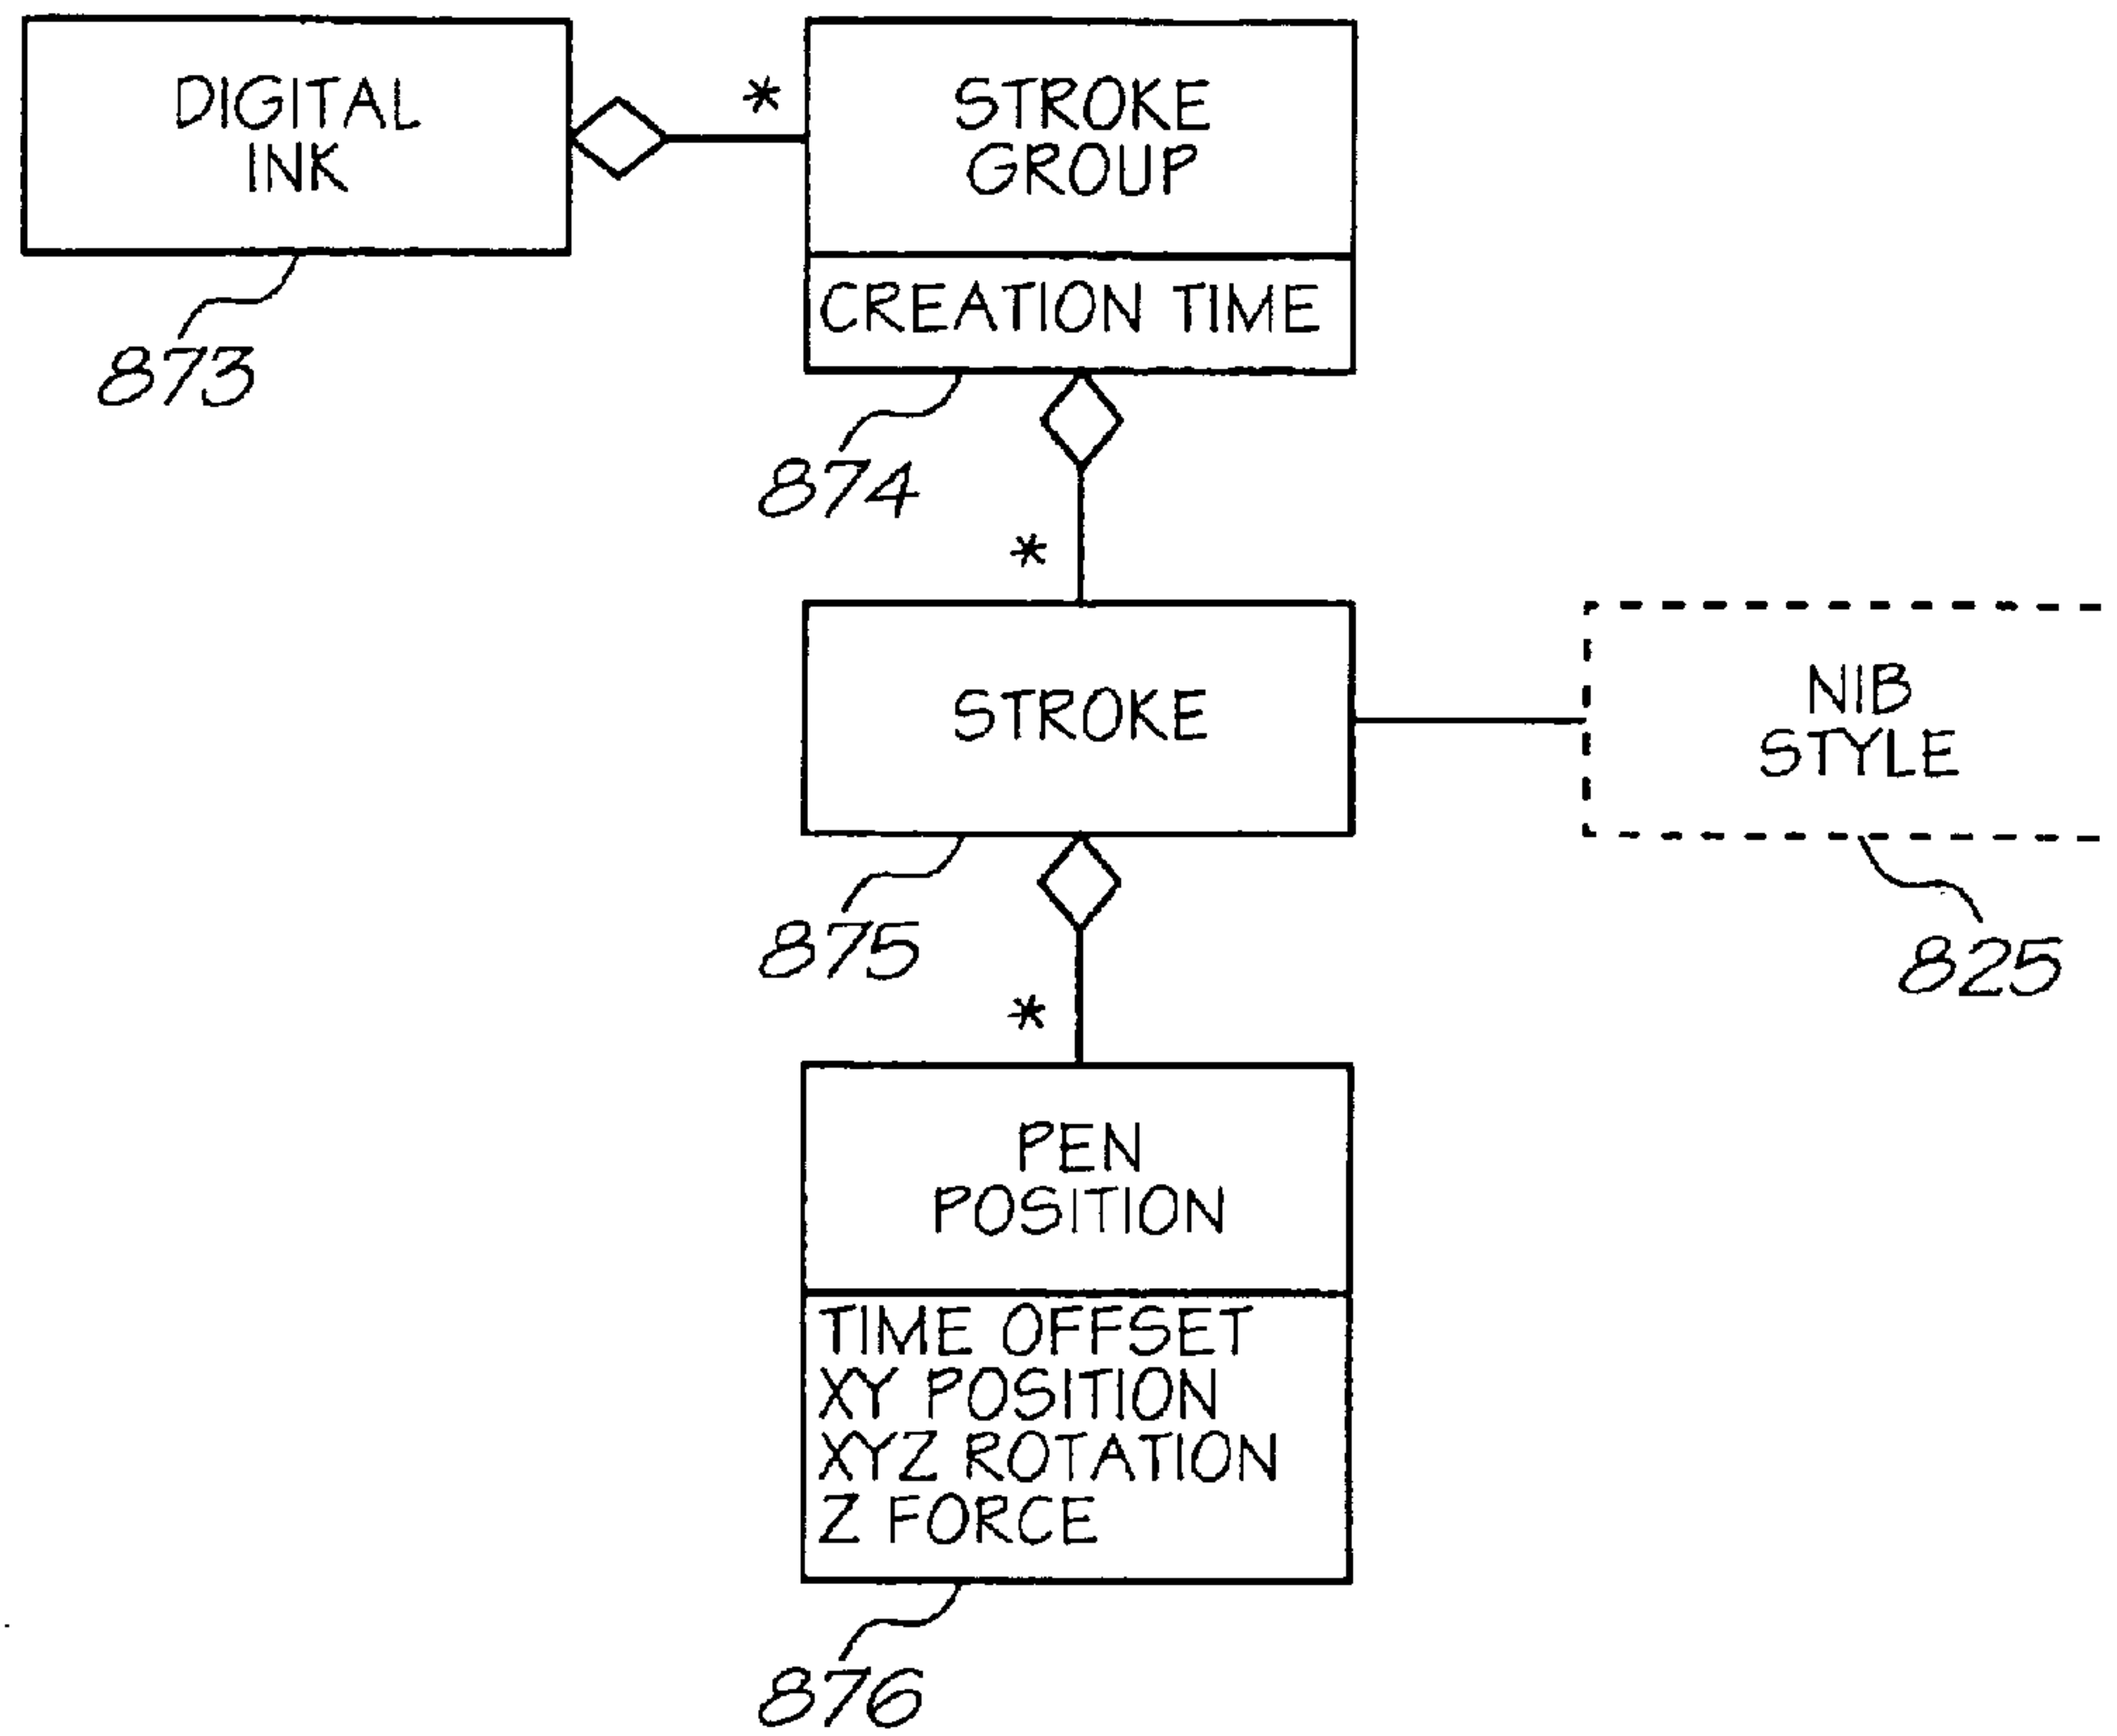 DIGITAL
INK
*
STROKE
GROUP
CREATION TIME
873
874
*
STROKE
NIB
STYLE
875
825
*
PEN
POSITION
TIME OFFSET
XY POSITION
XYZ ROTATION
Z FORCE
876